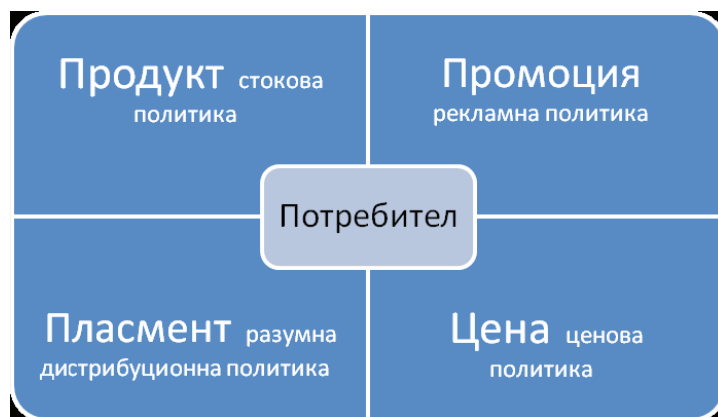 Продукт стокова
политика
Промоция
рекламна политика
Потребител
Пласмент разумна
дистрибуционна политика
Цена ценова
политика